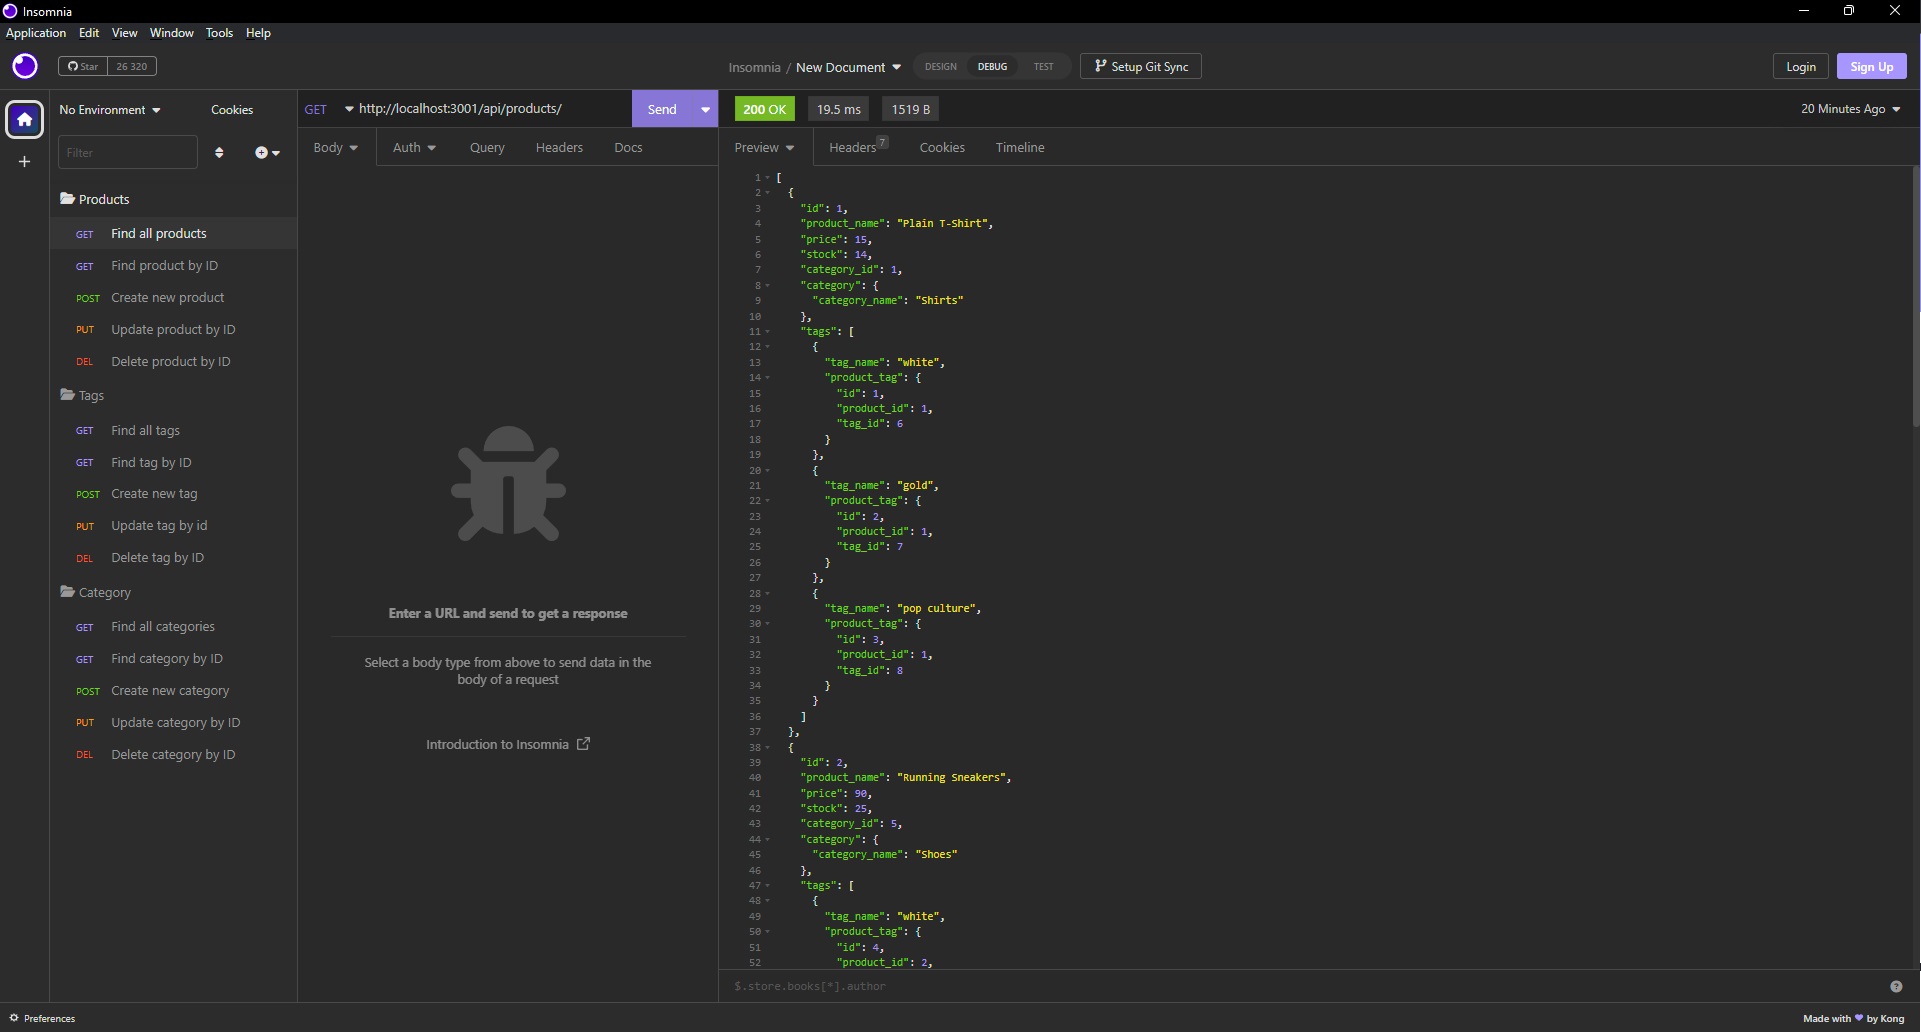 Insomnia
Application Edit View Window Tools Help
Star 26 320
Insomnia / New Document DESIGN DEBUG TEST Setup Git Sync
Login Sign Up
No Environment Cookies
Filter
Products
GET Find all products
GET Find product by ID
POST Create new product
PUT Update product by ID
DEL Delete product by ID
Tags
GET Find all tags
GET Find tag by ID
POST Create new tag
PUT Update tag by id
DEL Delete tag by ID
Category
GET Find all categories
GET Find category by ID
POST Create new category
PUT Update category by ID
DEL Delete category by ID
GET http://localhost:3001/api/products/ Send
Body Auth Query Headers Docs
Enter a URL and send to get a response
Select a body type from above to send data in the
body of a request
Introduction to Insomnia
200 OK 19.5 ms 1519 B 20 Minutes Ago
Preview Headers 7 Cookies Timeline
1 [
2 {
3 "id": 1,
4 "product_name": "Plain T-Shirt",
5 "price": 15,
6 "stock": 14,
7 "category_id": 1,
8 "category": {
9 "category_name": "Shirts"
10 },
11 "tags": [
12 {
13 "tag_name": "white",
14 "product_tag": {
15 "id": 1,
16 "product_id": 1,
17 "tag_id": 6
18 }
19 },
20 {
21 "tag_name": "gold",
22 "product_tag": {
23 "id": 2,
24 "product_id": 1,
25 "tag_id": 7
26 }
27 },
28 {
29 "tag_name": "pop culture",
30 "product_tag": {
31 "id": 3,
32 "product_id": 1,
33 "tag_id": 8
34 }
35 }
36 ]
37 },
38 {
39 "id": 2,
40 "product_name": "Running Sneakers",
41 "price": 90,
42 "stock": 25,
43 "category_id": 5,
44 "category": {
45 "category_name": "Shoes"
46 },
47 "tags": [
48 {
49 "tag_name": "white",
50 "product_tag": {
51 "id": 4,
52 "product_id": 2,
$.store.books[*].author
Preferences
Made with ♥ by Kong